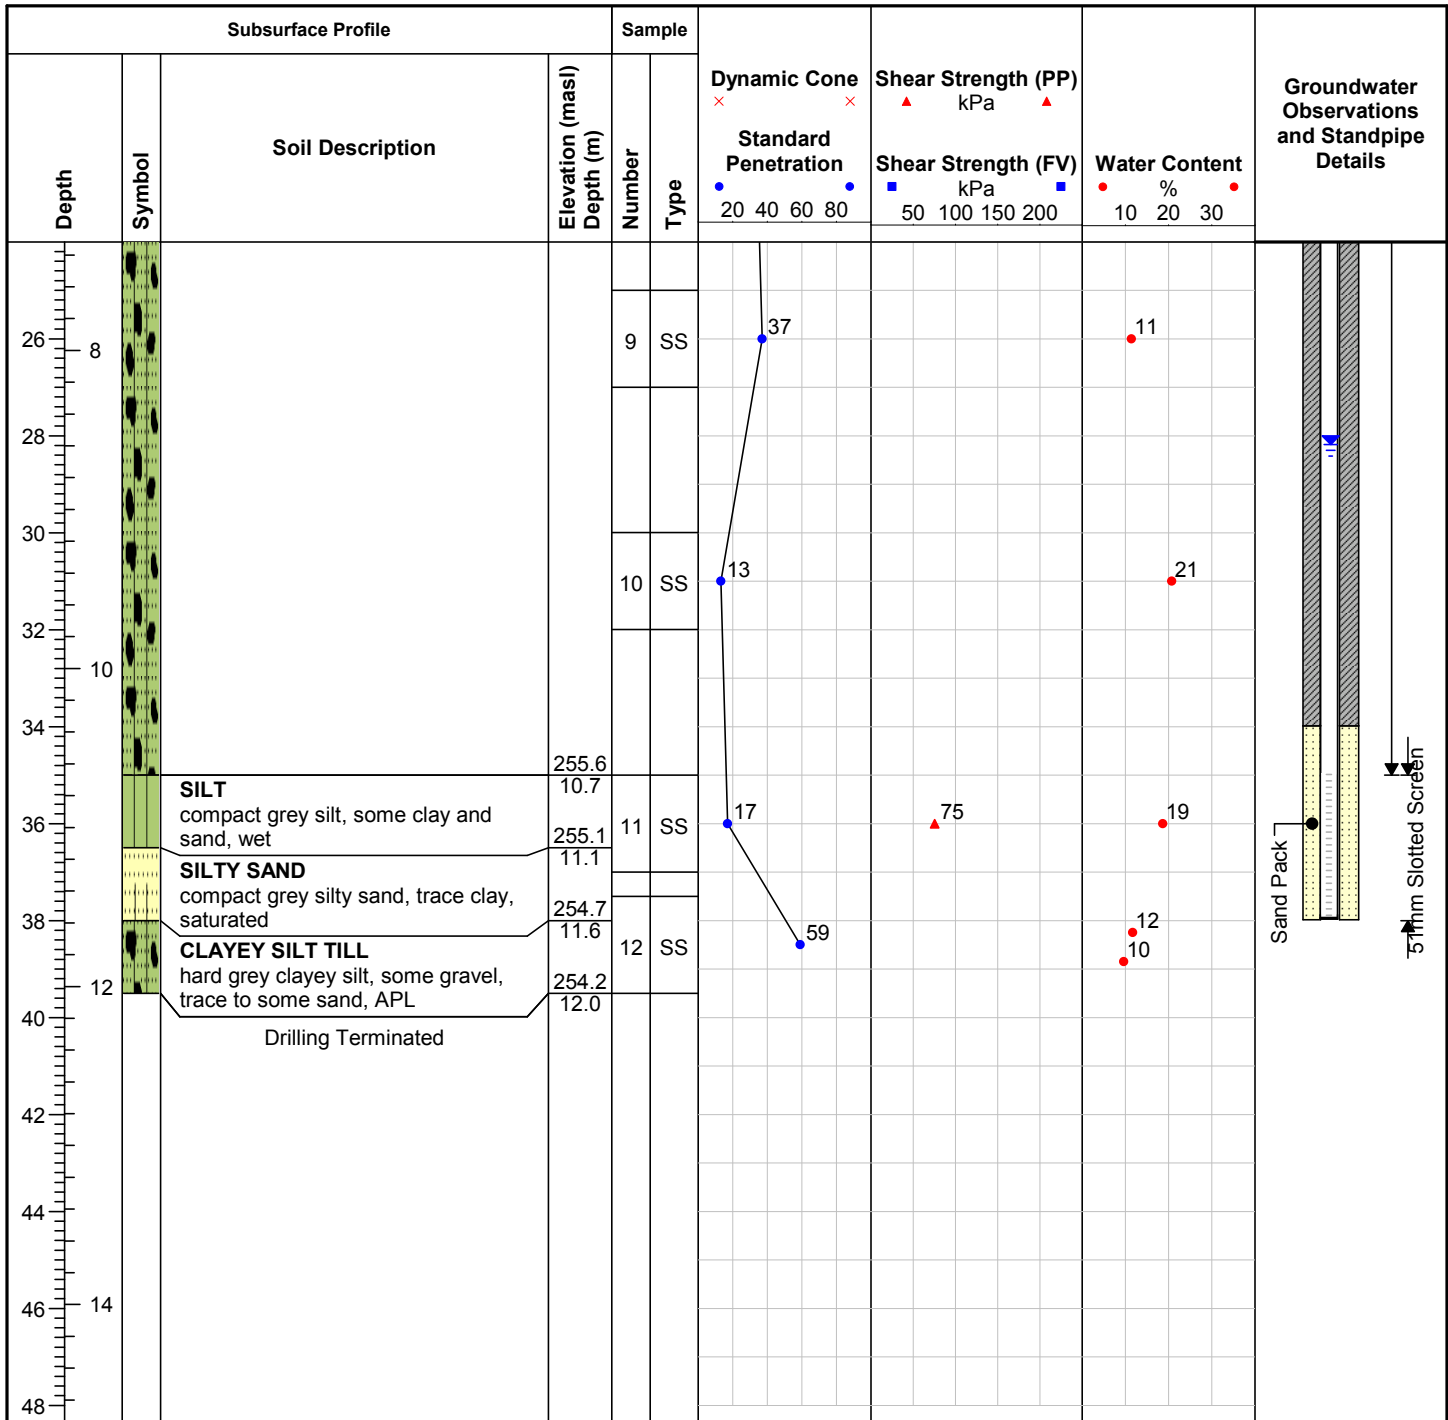 Subsurface Profile
Sample
Depth
Symbol
Soil Description
Elevation (masl)
Depth (m)
Number
Type
Dynamic Cone
Standard
Penetration
20 40 60 80
Shear Strength (PP)
kPa
Shear Strength (FV)
kPa
50 100 150 200
Water Content
%
10 20 30
Groundwater
Observations
and Standpipe
Details
26
8
9 SS
37
11
28
30
10 SS
13
21
32
10
34
255.6
10.7
SILT
compact grey silt, some clay and
sand, wet
36
255.1
11.1
11 SS
17
75
19
SILTY SAND
compact grey silty sand, trace clay,
saturated
38
254.7
11.6
CLAYEY SILT TILL
hard grey clayey silt, some gravel,
trace to some sand, APL
12
254.2
12.0
12 SS
59
12
10
Sand Pack
51mm Slotted Screen
40
Drilling Terminated
42
44
46
14
48